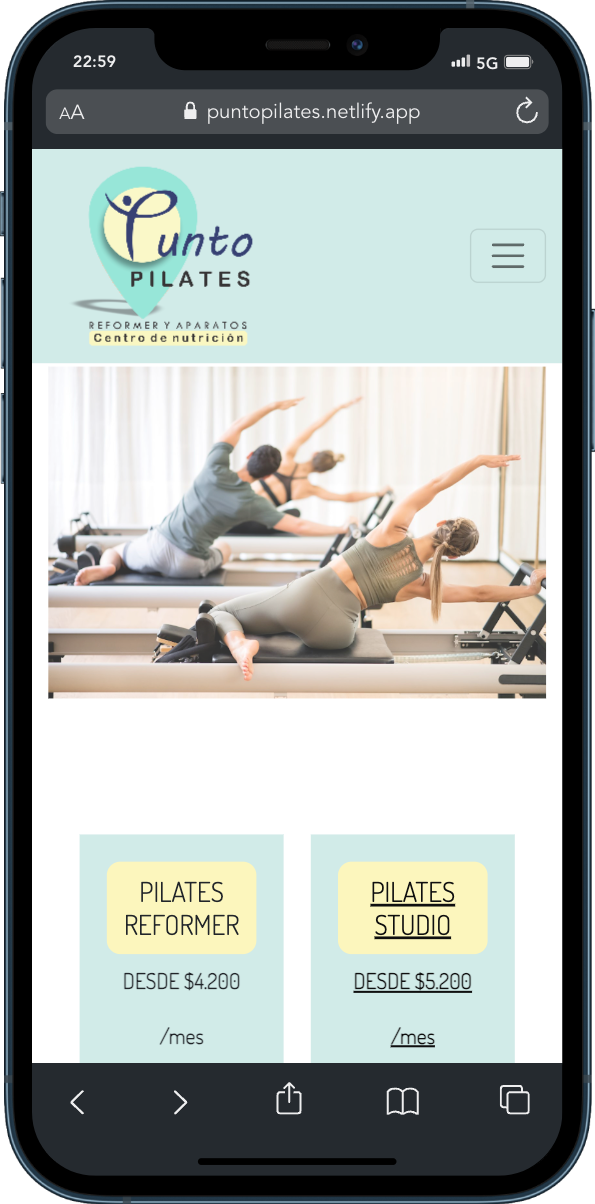 22:59
5G
AA
puntopilates.netlify.app
Punto
PILATES
REFORMER Y APARATOS
Centro de nutrición
PILATES
REFORMER
DESDE $4.200
/mes
PILATES
STUDIO
DESDE $5.200
/mes